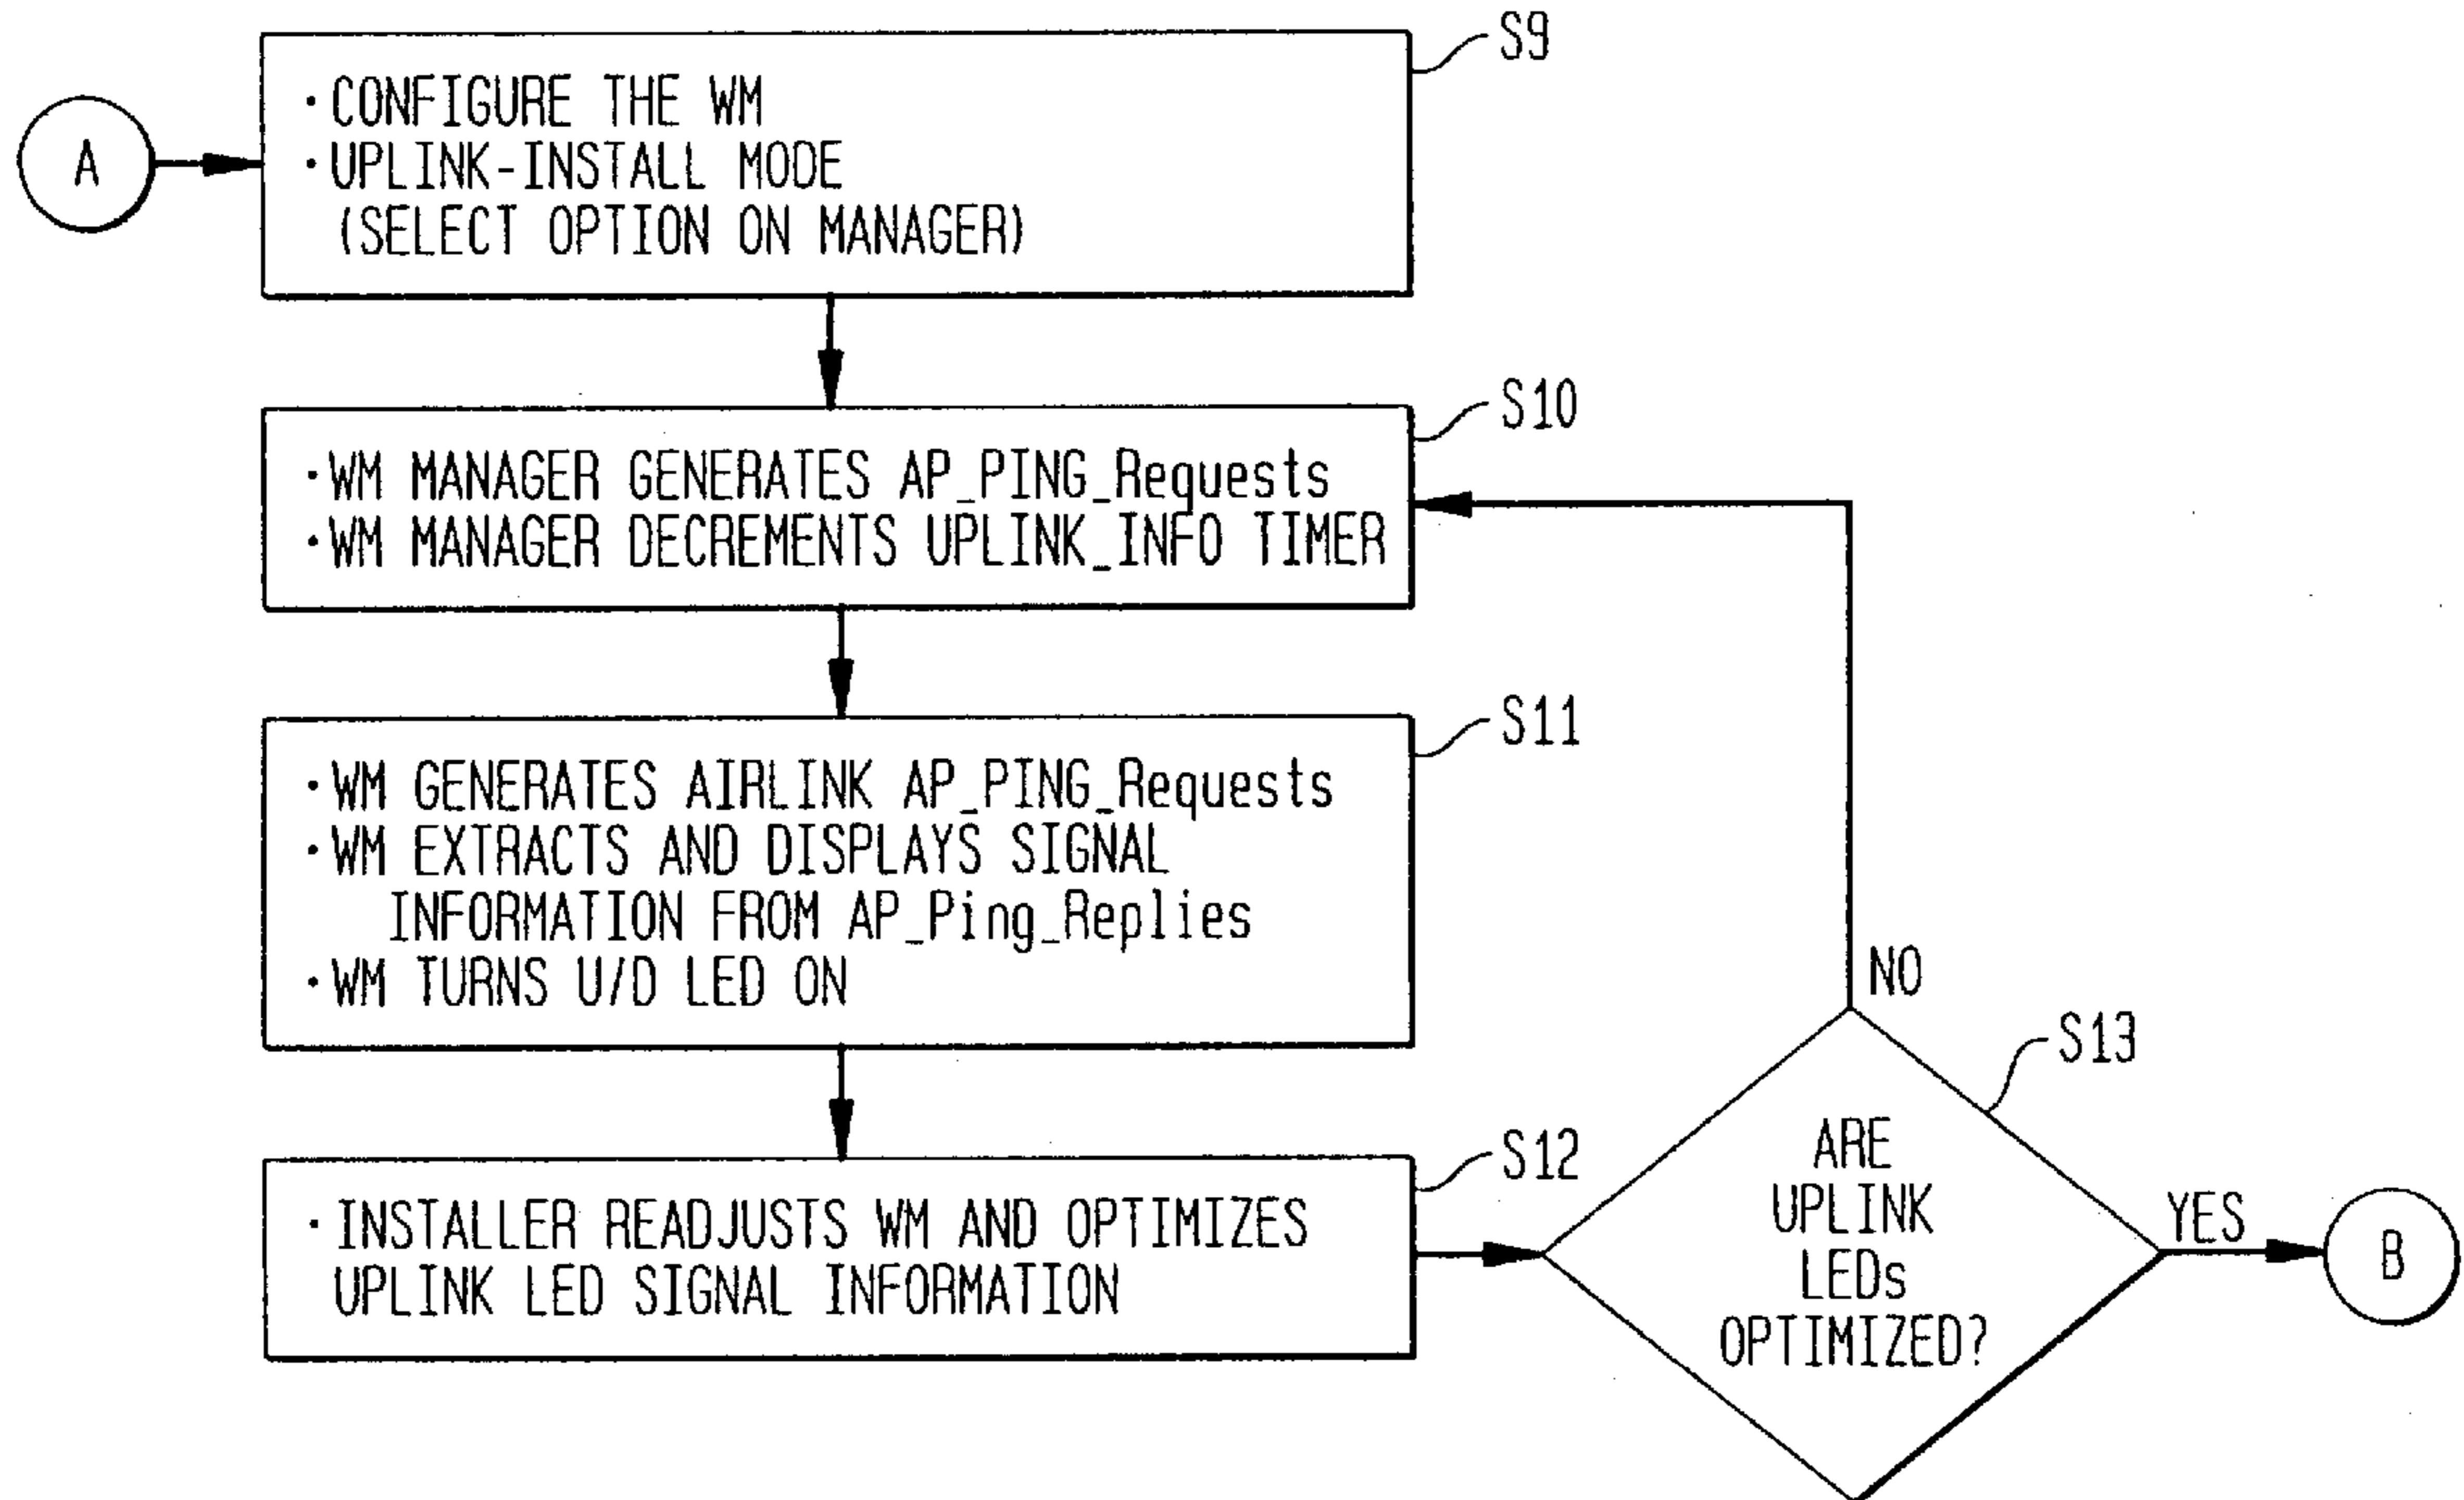 S9
A
·CONFIGURE THE WM
·UPLINK-INSTALL MODE
(SELECT OPTION ON MANAGER)
S10
·WM MANAGER GENERATES AP_PING_Requests
·WM MANAGER DECREMENTS UPLINK_INFO TIMER
S11
·WM GENERATES AIRLINK AP_PING_Requests
·WM EXTRACTS AND DISPLAYS SIGNAL
INFORMATION FROM AP_Ping_Replies
·WM TURNS U/D LED ON
S12
·INSTALLER READJUSTS WM AND OPTIMIZES
UPLINK LED SIGNAL INFORMATION
NO
S13
ARE
UPLINK
LEDs
OPTIMIZED?
YES
B